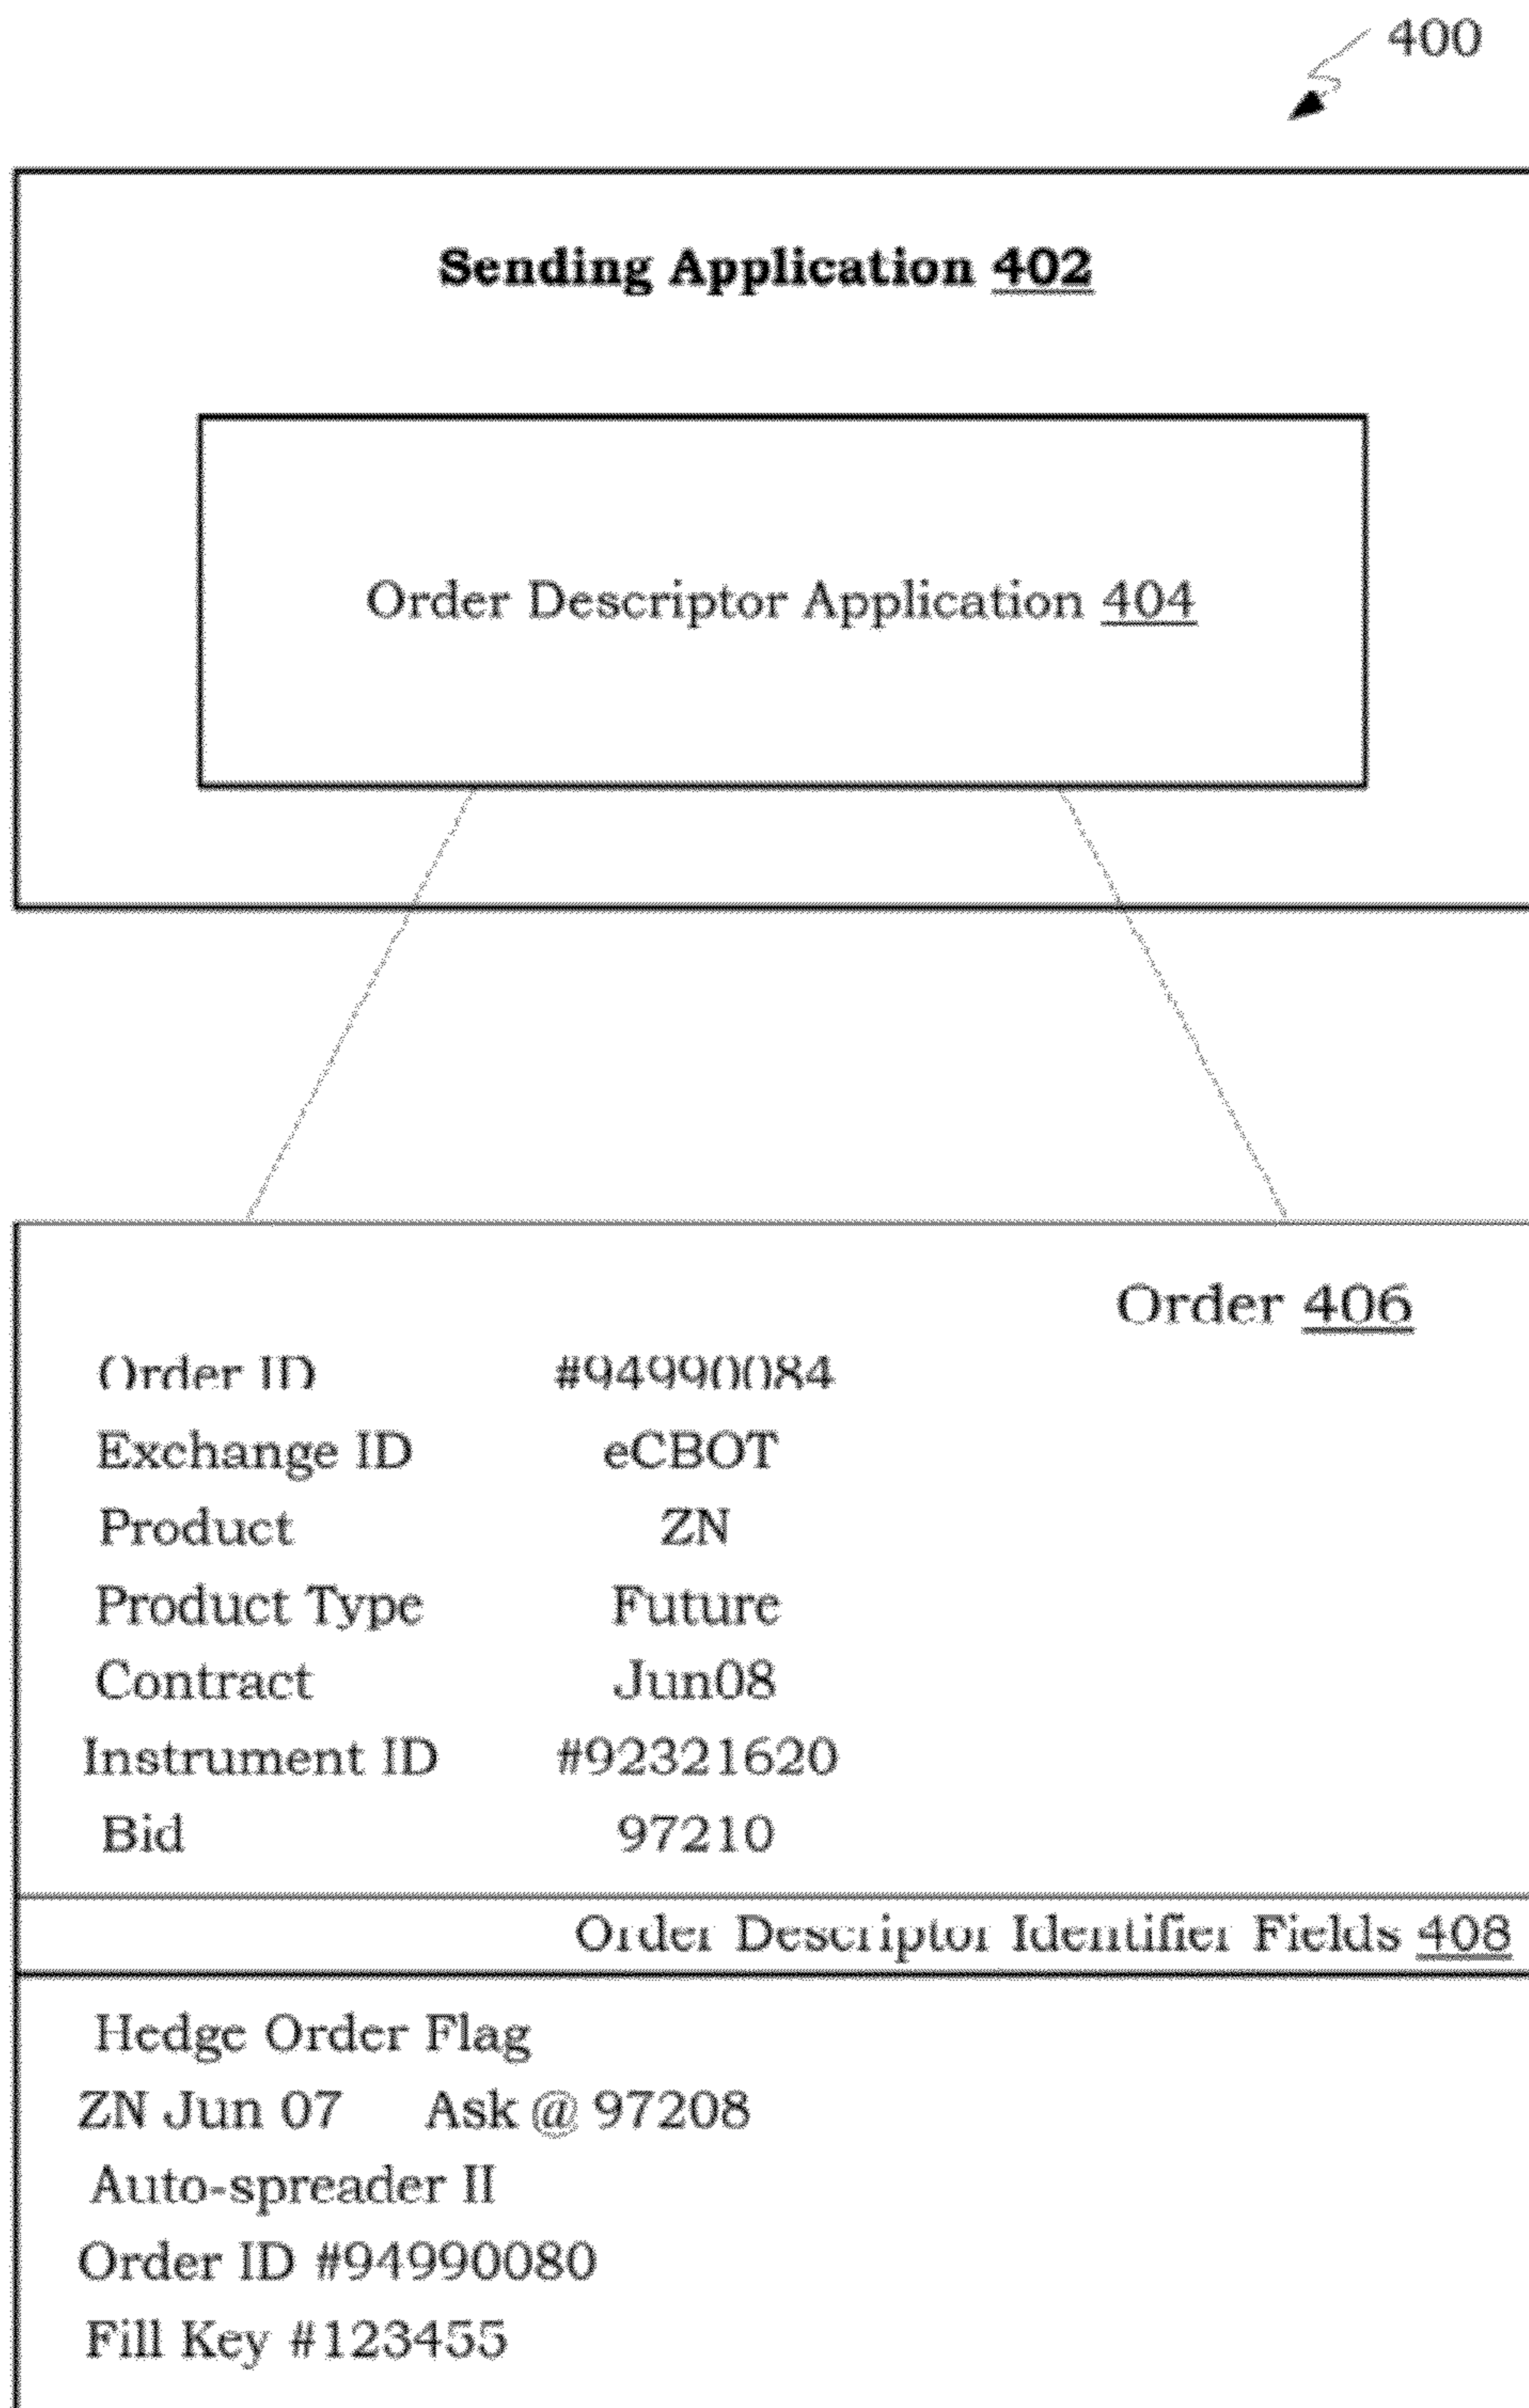 400
Sending Application 402
Order Descriptor Application 404
Order 406
Order ID #94990084
Exchange ID eCBOT
Product ZN
Product Type Future
Contract Jun08
Instrument ID #92321620
Bid 97210
Order Descriptor Identifier Fields 408
Hedge Order Flag
ZN Jun 07 Ask @ 97208
Auto-spreader II
Order ID #94990080
Fill Key #123455